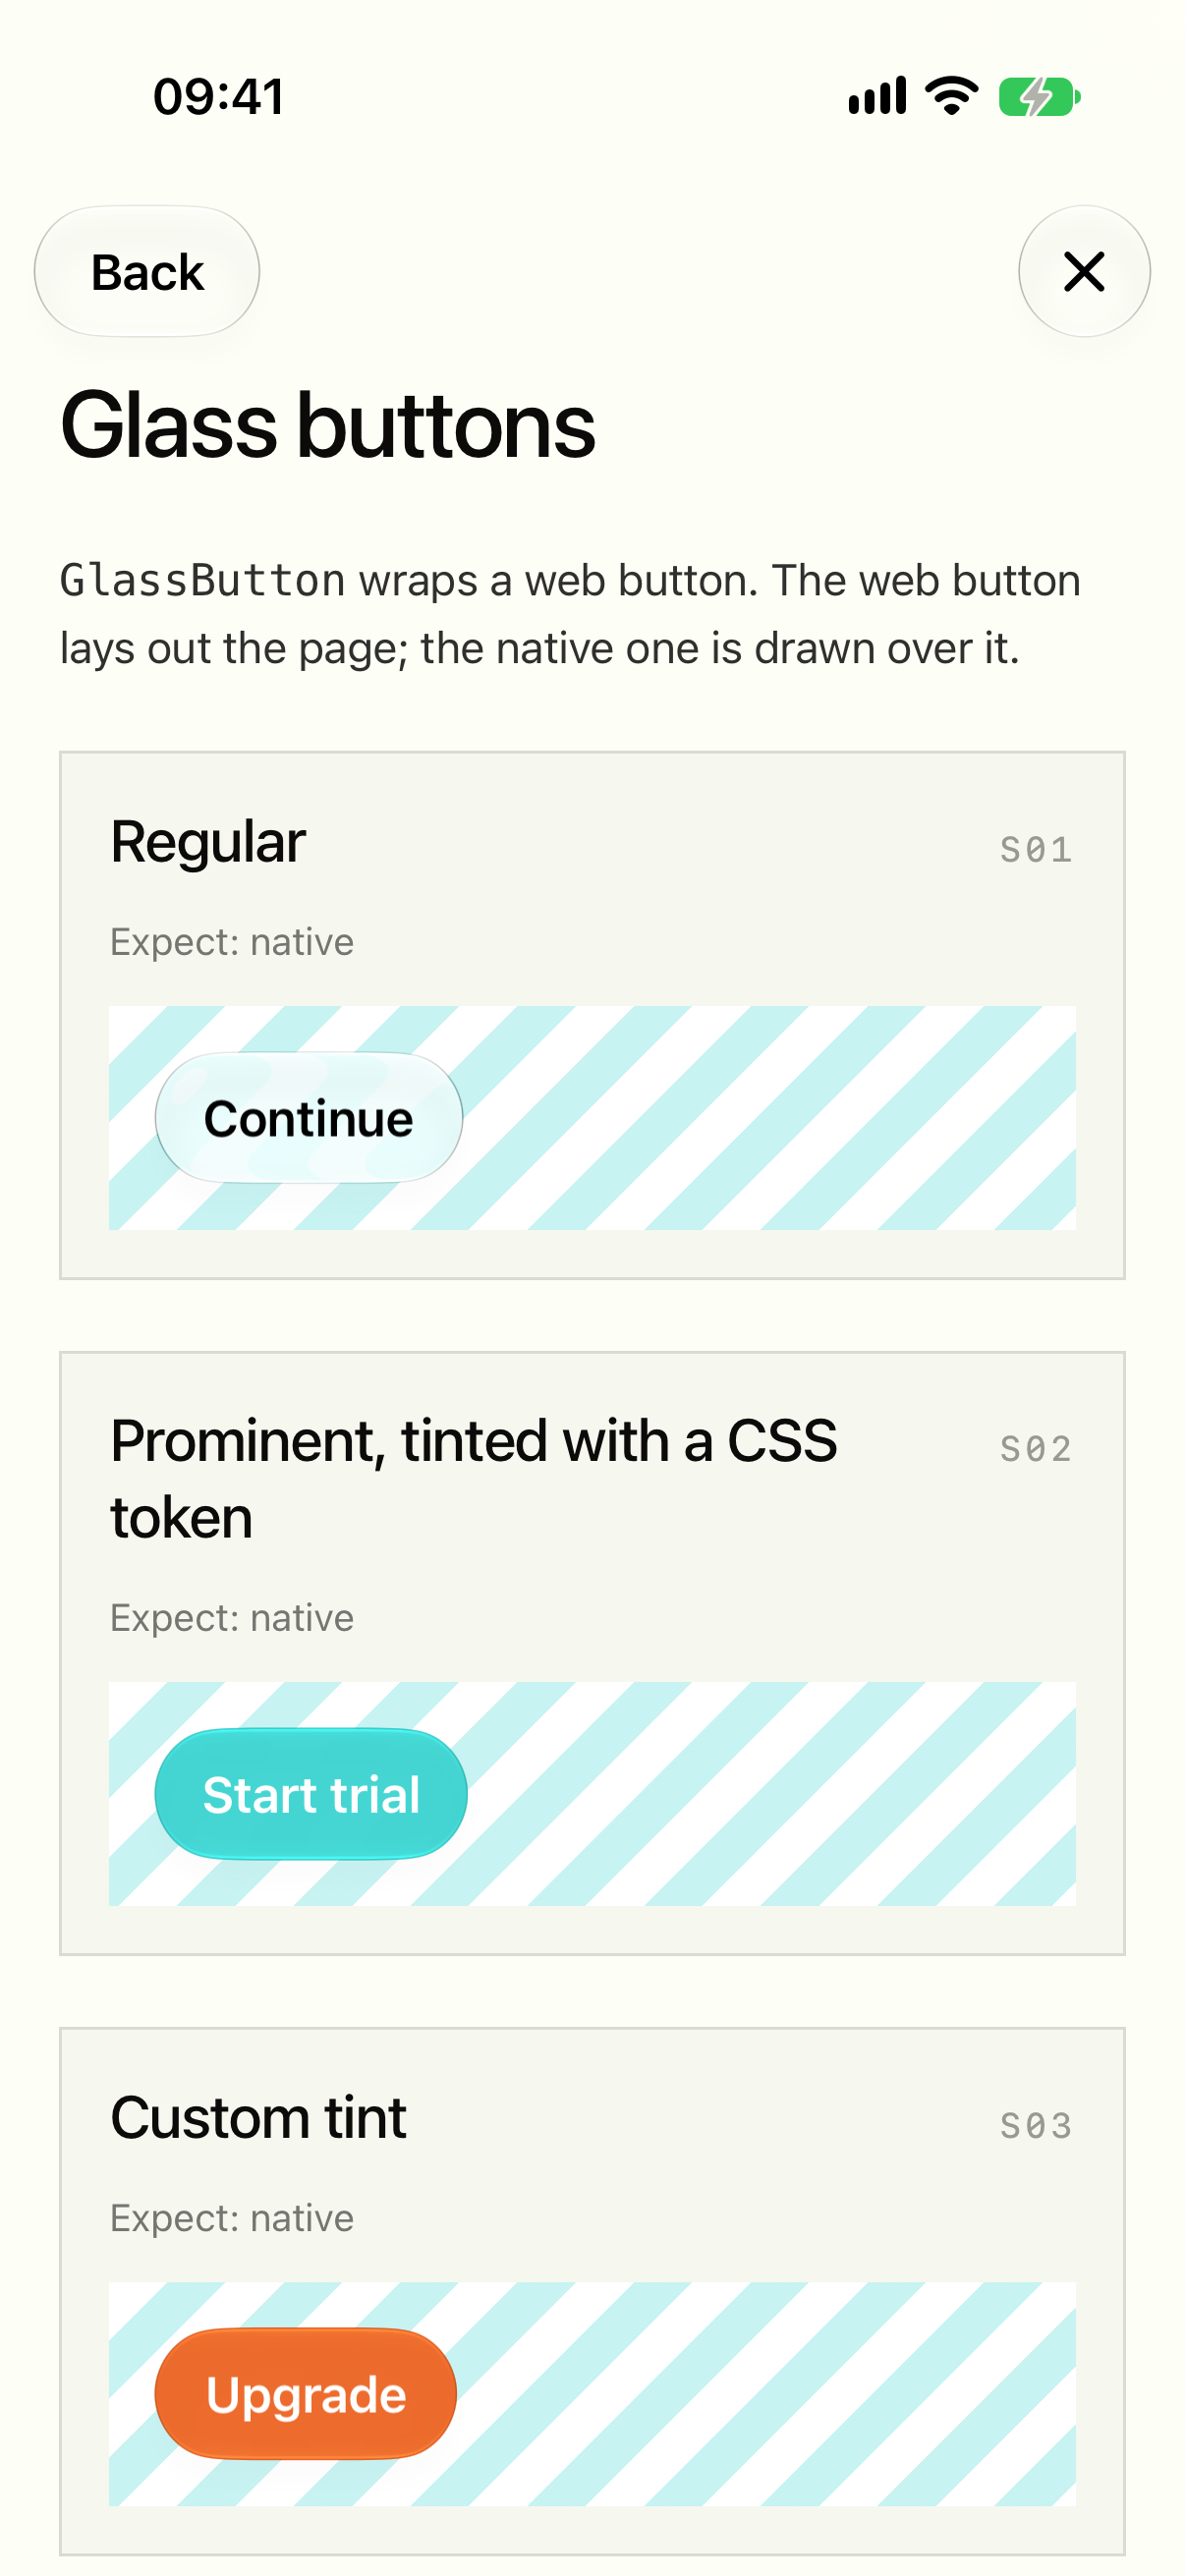 09:41
Back
Glass buttons
GlassButton wraps a web button. The web button
lays out the page; the native one is drawn over it.
Regular
S01
Expect: native
Continue
Prominent, tinted with a CSS
token
S02
Expect: native
Start trial
Custom tint
S03
Expect: native
Upgrade